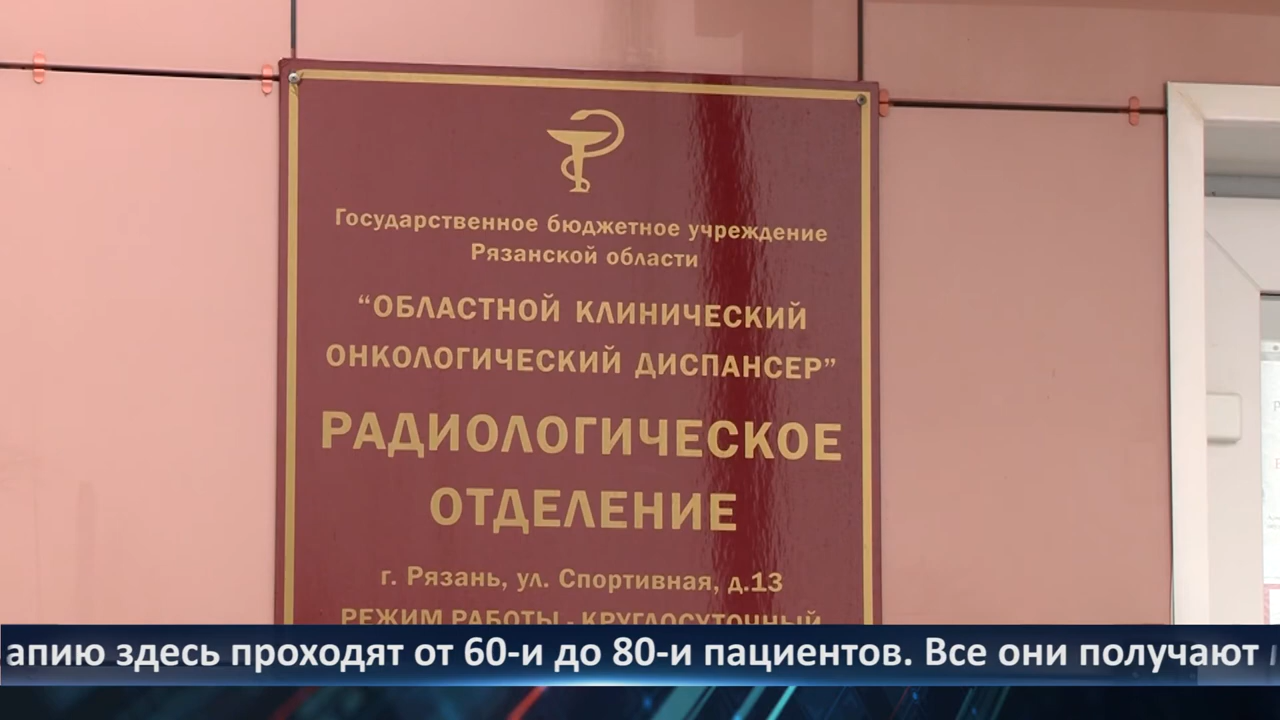 Государственное бюджетное учреждение
Рязанской области
“ОБЛАСТНОЙ КЛИНИЧЕСКИЙ
ОНКОЛОГИЧЕСКИЙ ДИСПАНСЕР”
РАДИОЛОГИЧЕСКОЕ
ОТДЕЛЕНИЕ
г. Рязань, ул. Спортивная, д.13
РЕЖИМ РАБОТЫ - КРУГЛОСУТОЧНЫЙ
апию здесь проходят от 60-и до 80-и пациентов. Все они получают